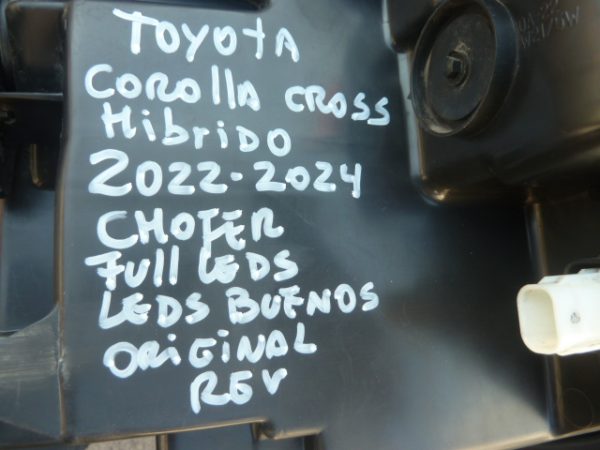 TOYOTA
COROLLA CROSS
HIBRIDO
2022-2024
CHOFER
FULL LEDS
LEDS BUENOS
ORIGINAL
REV